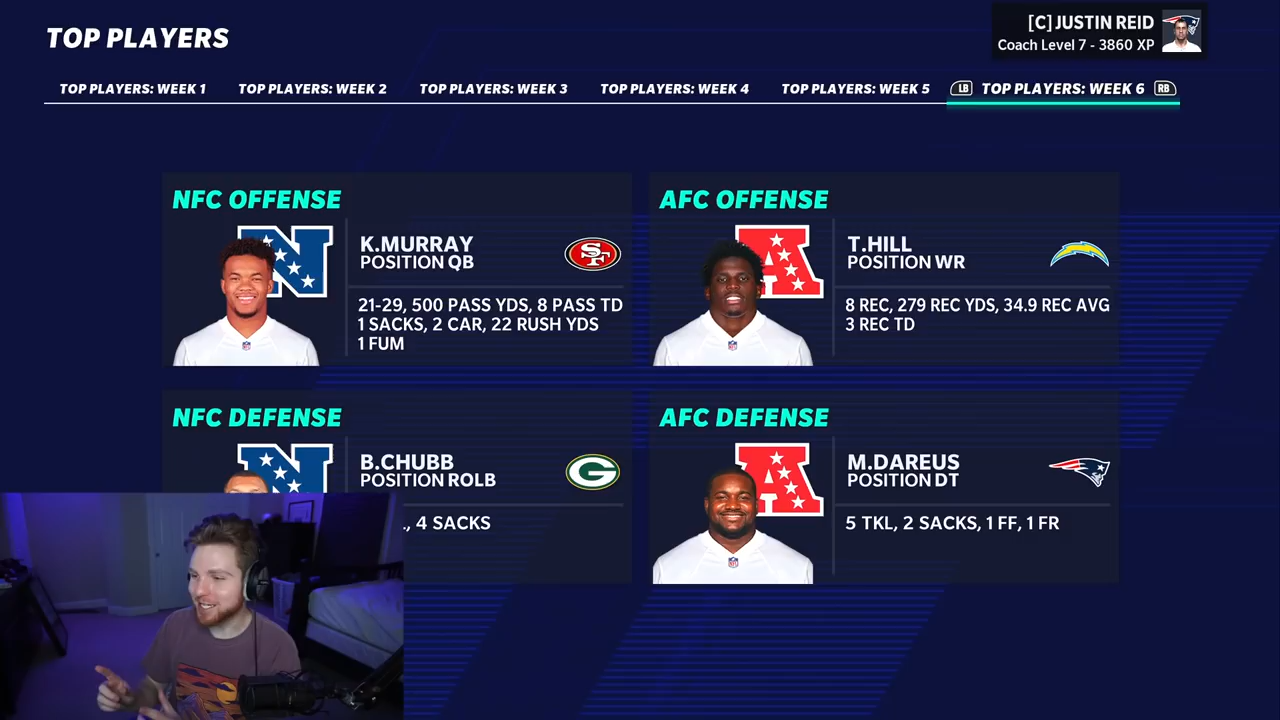 TOP PLAYERS
[C] JUSTIN REID
Coach Level 7 - 3860 XP
TOP PLAYERS: WEEK 1
TOP PLAYERS: WEEK 2
TOP PLAYERS: WEEK 3
TOP PLAYERS: WEEK 4
TOP PLAYERS: WEEK 5
LB TOP PLAYERS: WEEK 6 RB
NFC OFFENSE
N
K.MURRAY
POSITION QB
SF
21-29, 500 PASS YDS, 8 PASS TD
1 SACKS, 2 CAR, 22 RUSH YDS
1 FUM
AFC OFFENSE
A
T.HILL
POSITION WR
8 REC, 279 REC YDS, 34.9 REC AVG
3 REC TD
NFC DEFENSE
N
B.CHUBB
POSITION ROLB
G
., 4 SACKS
AFC DEFENSE
A
M.DAREUS
POSITION DT
5 TKL, 2 SACKS, 1 FF, 1 FR